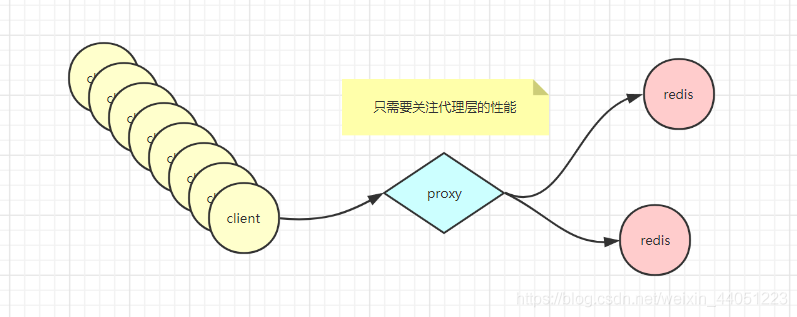 只需要关注代理层的性能
redis
cl
cl
cl
cl
cl
cl
cl
client
proxy
redis
https://blog.csdn.net/weixin_44051223